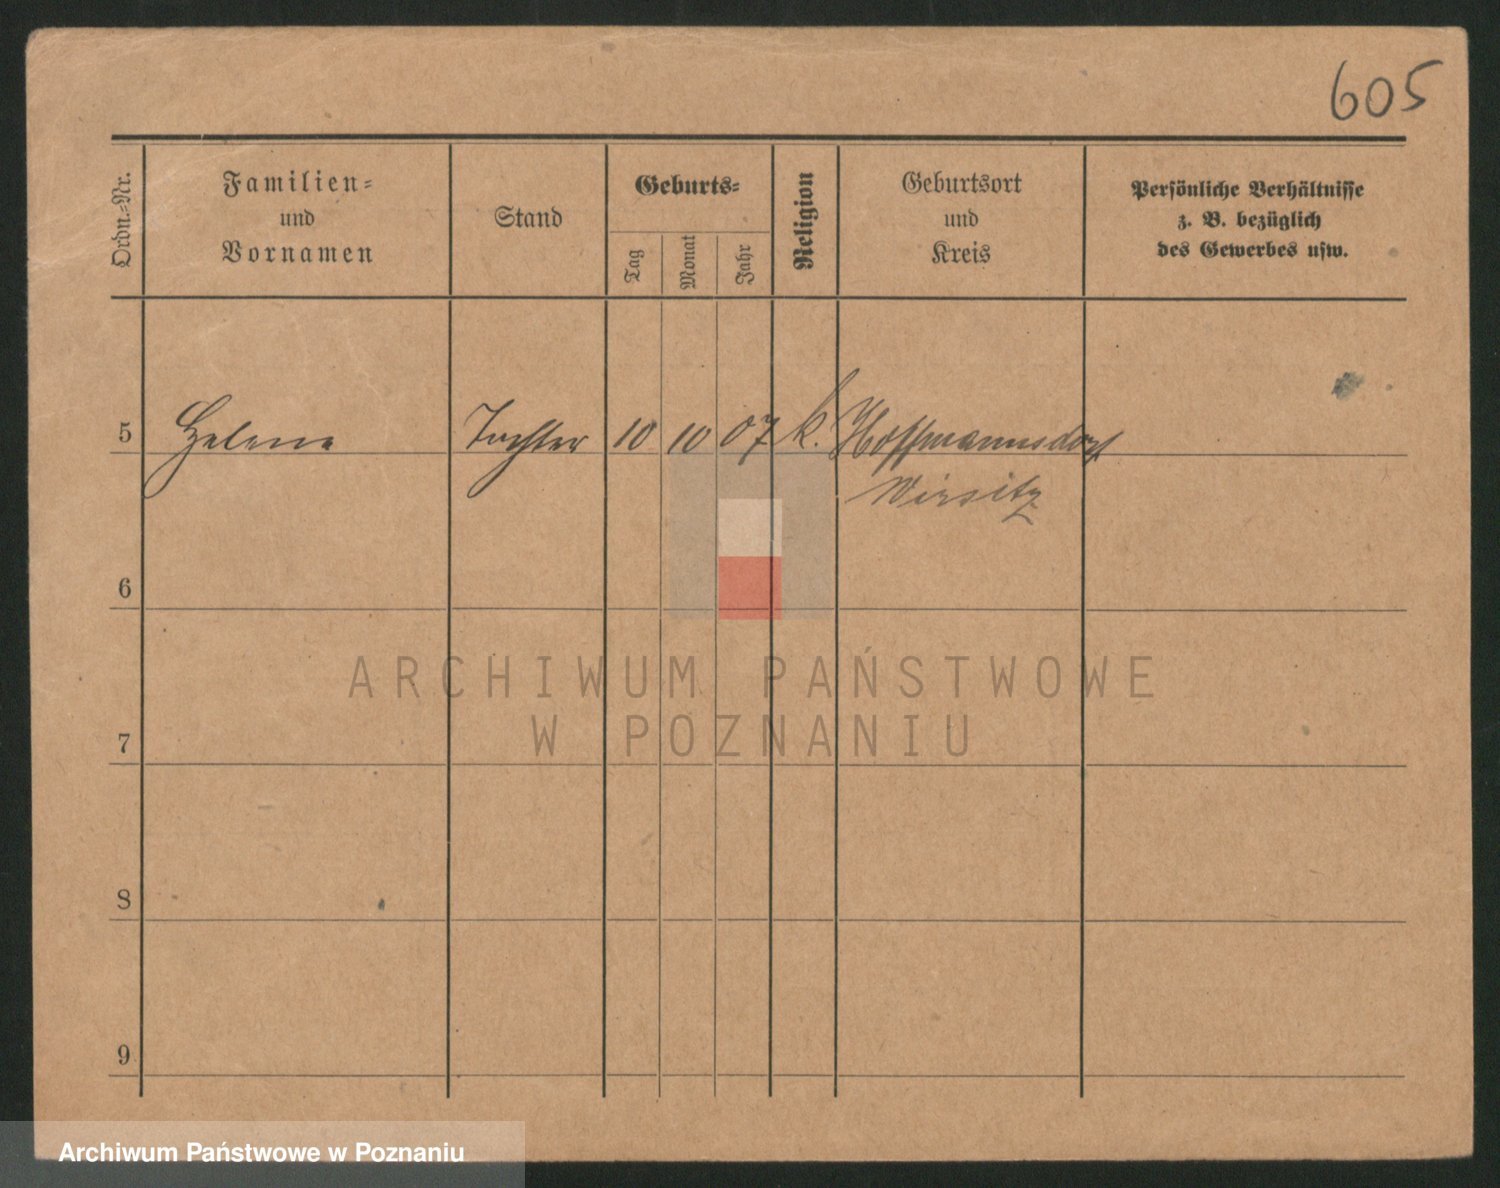 605
Ordn.-Nr.
Familien-
und
Vornamen
Stand
Geburts-
Tag
Monat
Jahr
Religion
Geburtsort
und
Kreis
Persönliche Verhältnisse
z. B. bezüglich
des Gewerbes usw.
5 Helene Tochter 10 10 07 k. Hoffmannsdorf
Wirsitz
6
ARCHIWUM PAŃSTWOWE
W POZNANIU
7
8
9
Archiwum Państwowe w Poznaniu